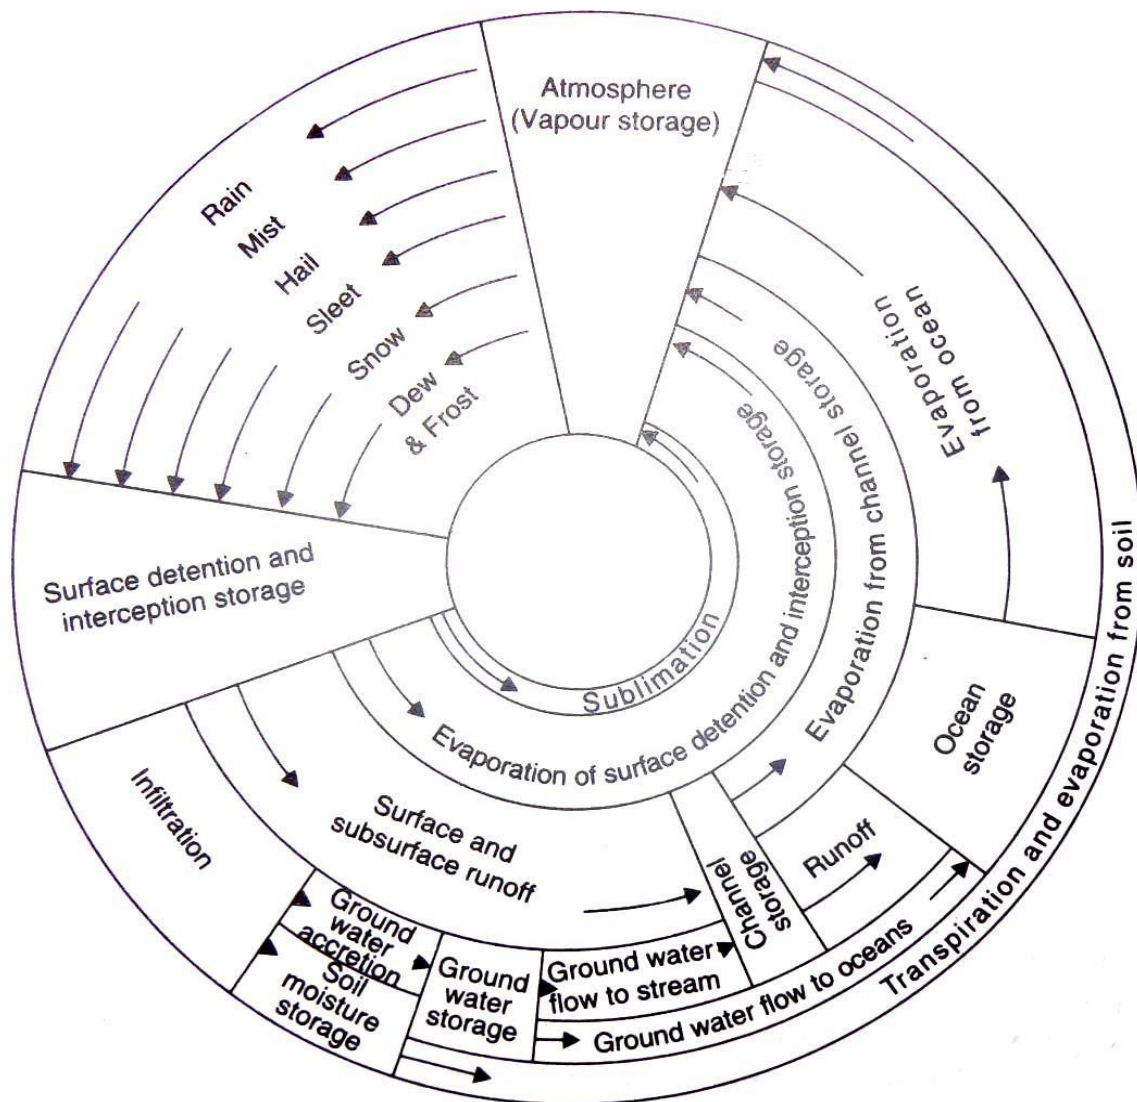 Atmosphere
(Vapour storage)
Rain
Mist
Hail
Sleet
Snow
Dew
& Frost
Surface detention and
interception storage
Infiltration
Ground
water
accretion
Soil
moisture
storage
Ground
water
storage
Surface and
subsurface runoff
Ground water
flow to stream
Ground water flow to oceans
Channel
storage
Runoff
Ocean
storage
Evaporation
from ocean
Evaporation from channel storage
Evaporation of surface detention and interception storage
Sublimation
Transpiration and evaporation from soil